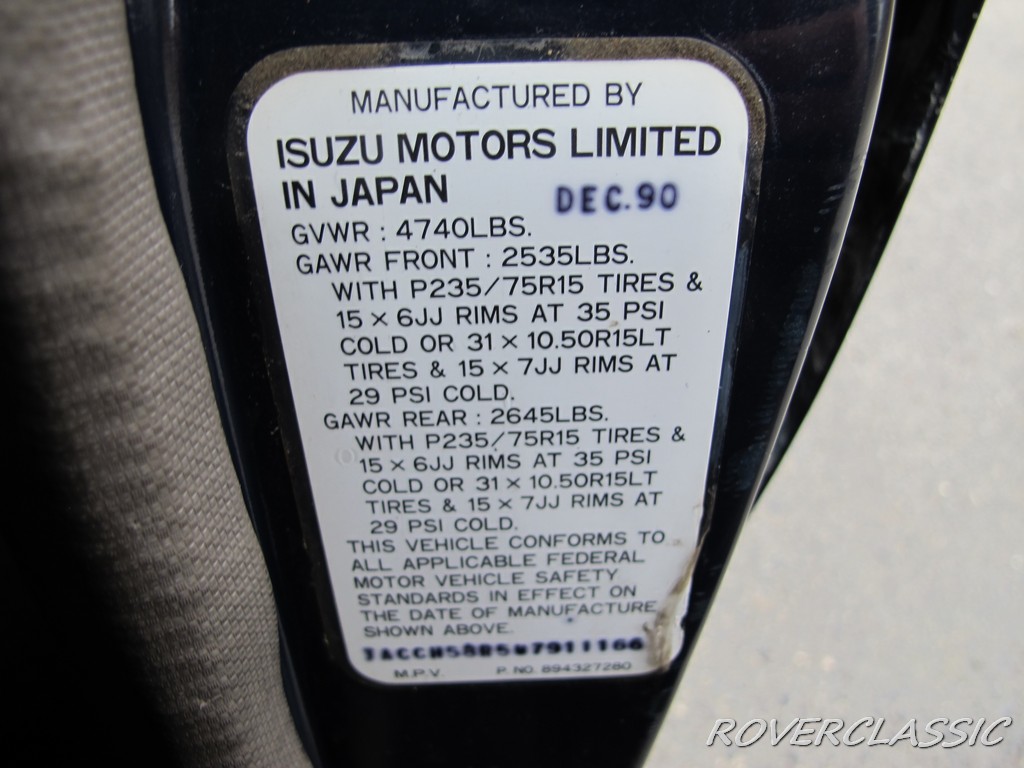 MANUFACTURED BY
ISUZU MOTORS LIMITED
IN JAPAN DEC.90
GVWR : 4740LBS.
GAWR FRONT : 2535LBS.
WITH P235/75R15 TIRES &
15 × 6JJ RIMS AT 35 PSI
COLD OR 31 × 10.50R15LT
TIRES & 15 × 7JJ RIMS AT
29 PSI COLD.
GAWR REAR : 2645LBS.
WITH P235/75R15 TIRES &
15 × 6JJ RIMS AT 35 PSI
COLD OR 31 × 10.50R15LT
TIRES & 15 × 7JJ RIMS AT
29 PSI COLD.
THIS VEHICLE CONFORMS TO
ALL APPLICABLE FEDERAL
MOTOR VEHICLE SAFETY
STANDARDS IN EFFECT ON
THE DATE OF MANUFACTURE
SHOWN ABOVE.
M.P.V. P. NO. 894327280
ROVERCLASSIC